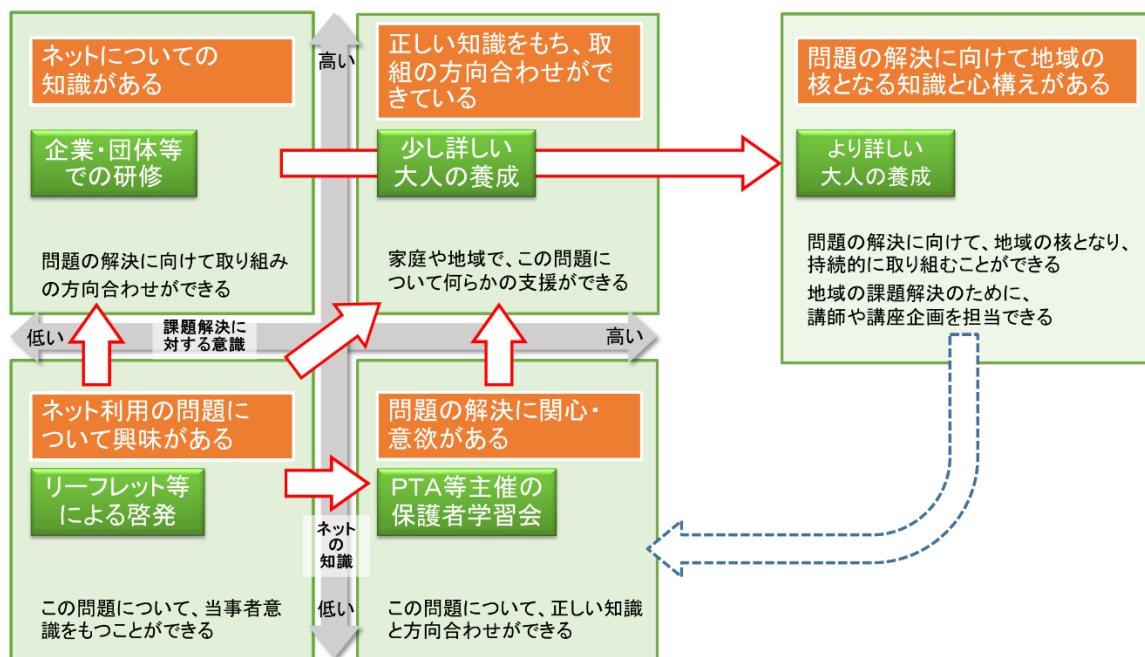 ネットについての
知識がある
企業・団体等
での研修
問題の解決に向けて取り組み
の方向合わせができる
高い
正しい知識をもち、取
組の方向合わせがで
きている
少し詳しい
大人の養成
家庭や地域で、この問題に
ついて何らかの支援ができる
問題の解決に向けて地域の
核となる知識と心構えがある
より詳しい
大人の養成
問題の解決に向けて、地域の核となり、
持続的に取り組むことができる
地域の課題解決のために、
講師や講座企画を担当できる
低い
課題解決に
対する意識
高い
ネット利用の問題に
ついて興味がある
リーフレット等
による啓発
この問題について、当事者意
識をもつことができる
ネット
の
知識
低い
問題の解決に関心・
意欲がある
PTA等主催の
保護者学習会
この問題について、正しい知識
と方向合わせができる